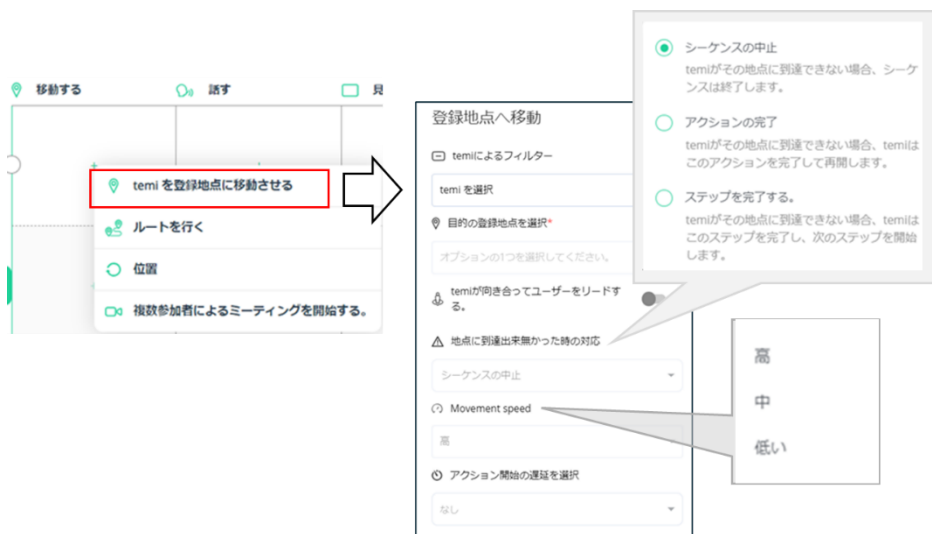 移動する
話す
見
temi を登録地点に移動させる
ルートを行く
位置
複数参加者によるミーティングを開始する。
登録地点へ移動
temiによるフィルター
temi を選択
目的の登録地点を選択*
オプションの1つを選択してください。
temiが向き合ってユーザーをリードす
る。
地点に到達出来無かった時の対応
シーケンスの中止
Movement speed
高
アクション開始の遅延を選択
なし
シーケンスの中止
temiがその地点に到達できない場合、シーケ
ンスは終了します。
アクションの完了
temiがその地点に到達できない場合、temiは
このアクションを完了して再開します。
ステップを完了する。
temiがその地点に到達できない場合、temiは
このステップを完了し、次のステップを開始
します。
高
中
低い